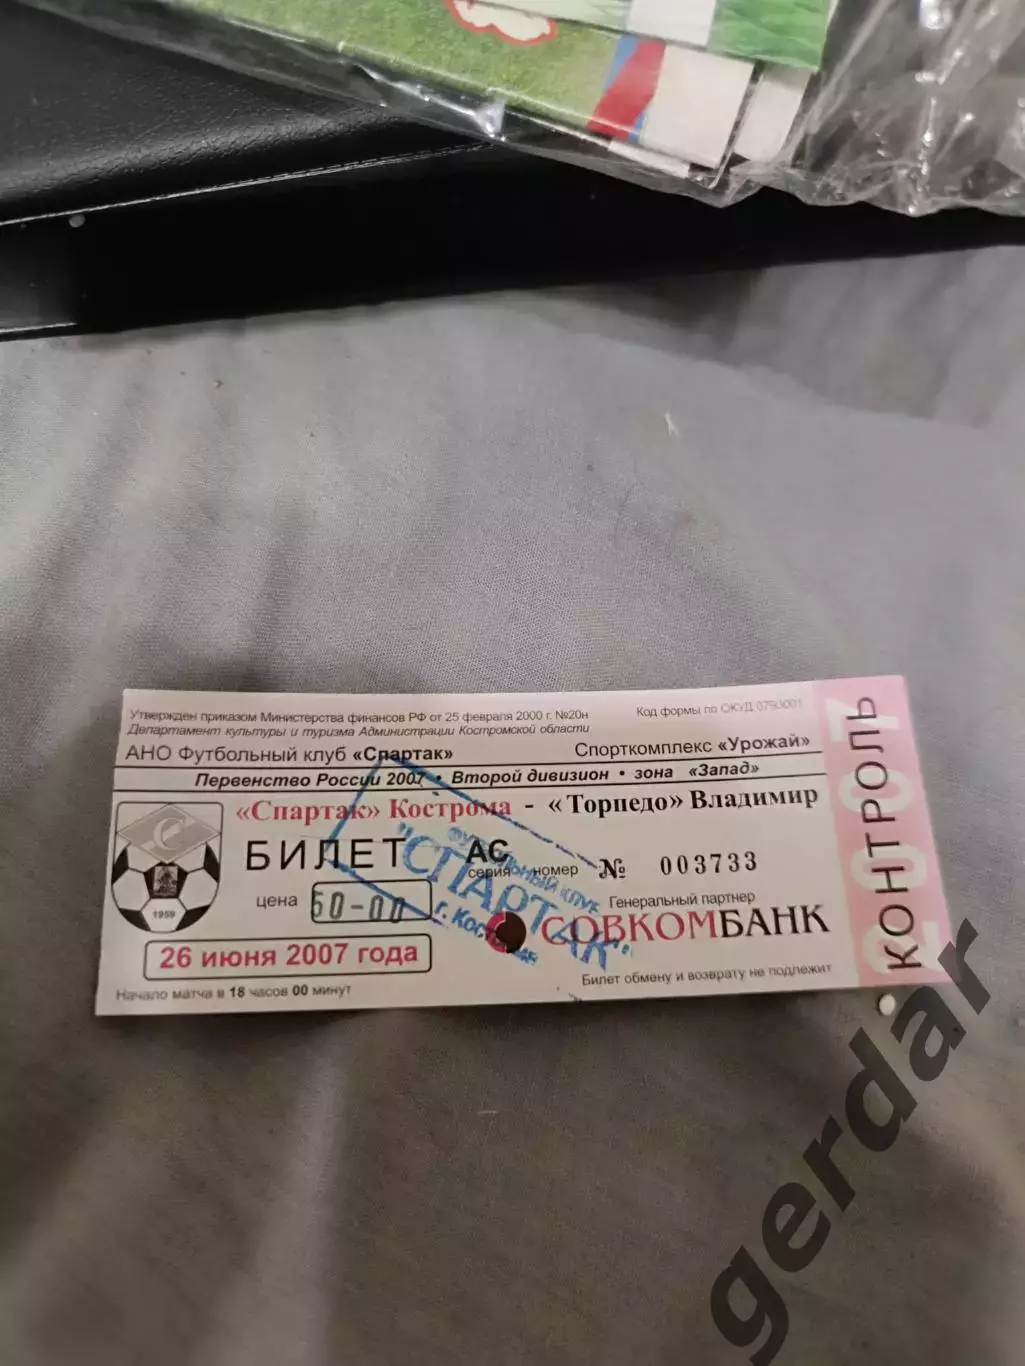 Утвержден приказом Министерства финансов РФ от 25 февраля 2000 г. №20н
Код формы по ОКУД 0793001
Департамент культуры и туризма Администрации Костромской области
АНО Футбольный клуб «Спартак»
Спорткомплекс «Урожай»
Первенство России 2007 • Второй дивизион • зона «Запад»
«Спартак» Кострома - «Торпедо» Владимир
БИЛЕТ АС
серия номер № 003733
цена 60-00
Генеральный партнер
СОВКОМБАНК
1959
26 июня 2007 года
Билет обмену и возврату не подлежит
Начало матча в 18 часов 00 минут
ФУТБОЛЬНЫЙ КЛУБ
"СПАРТАК"
г. Кострома
2007
КОНТРОЛЬ
gerdar